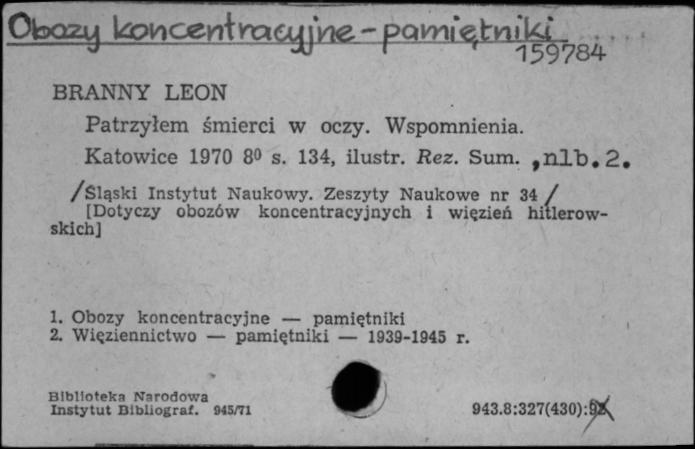 Obozy koncentracyjne - pamiętniki
159784
BRANNY LEON
Patrzyłem śmierci w oczy. Wspomnienia.
Katowice 1970 8⁰ s. 134, ilustr. Rez. Sum. , nlb. 2.
/Śląski Instytut Naukowy. Zeszyty Naukowe nr 34 /
[Dotyczy obozów koncentracyjnych i więzień hitlerow-
skich]
1. Obozy koncentracyjne — pamiętniki
2. Więziennictwo — pamiętniki — 1939-1945 r.
Biblioteka Narodowa
Instytut Bibliograf. 945/71
943.8:327(430):